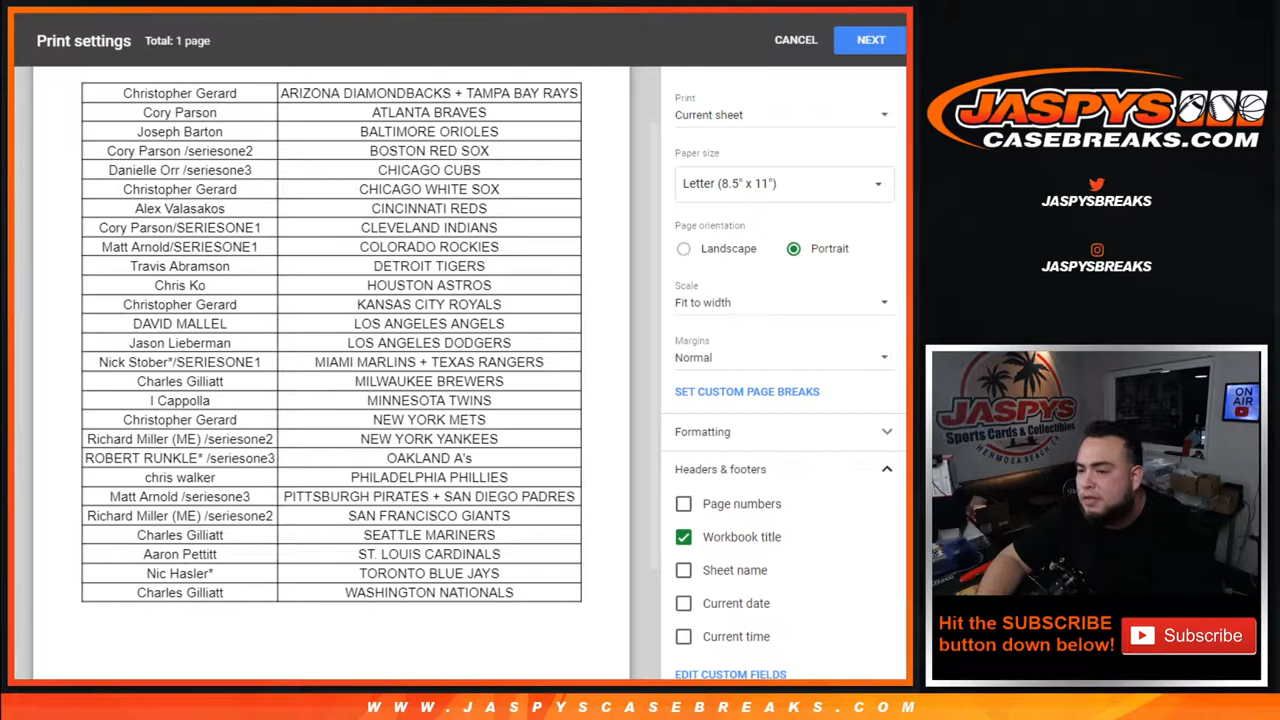 Print settings Total: 1 page CANCEL NEXT
Christopher Gerard ARIZONA DIAMONDBACKS + TAMPA BAY RAYS
Cory Parson ATLANTA BRAVES
Joseph Barton BALTIMORE ORIOLES
Cory Parson /seriesone2 BOSTON RED SOX
Danielle Orr /seriesone3 CHICAGO CUBS
Christopher Gerard CHICAGO WHITE SOX
Alex Valasakos CINCINNATI REDS
Cory Parson/SERIESONE1 CLEVELAND INDIANS
Matt Arnold/SERIESONE1 COLORADO ROCKIES
Travis Abramson DETROIT TIGERS
Chris Ko HOUSTON ASTROS
Christopher Gerard KANSAS CITY ROYALS
DAVID MALLEL LOS ANGELES ANGELS
Jason Lieberman LOS ANGELES DODGERS
Nick Stober*/SERIESONE1 MIAMI MARLINS + TEXAS RANGERS
Charles Gilliatt MILWAUKEE BREWERS
I Cappolla MINNESOTA TWINS
Christopher Gerard NEW YORK METS
Richard Miller (ME) /seriesone2 NEW YORK YANKEES
ROBERT RUNKLE* /seriesone3 OAKLAND A's
chris walker PHILADELPHIA PHILLIES
Matt Arnold /seriesone3 PITTSBURGH PIRATES + SAN DIEGO PADRES
Richard Miller (ME) /seriesone2 SAN FRANCISCO GIANTS
Charles Gilliatt SEATTLE MARINERS
Aaron Pettitt ST. LOUIS CARDINALS
Nic Hasler* TORONTO BLUE JAYS
Charles Gilliatt WASHINGTON NATIONALS
Print
Current sheet
Paper size
Letter (8.5" x 11")
Page orientation
Landscape Portrait
Scale
Fit to width
Margins
Normal
SET CUSTOM PAGE BREAKS
Formatting
Headers & footers
Page numbers
Workbook title
Sheet name
Current date
Current time
EDIT CUSTOM FIELDS
JASPYS
CASEBREAKS.COM
JASPYSBREAKS
JASPYSBREAKS
JASPYS
Sports Cards & Collectibles
HERMOSA BEACH, CA
ON AIR
Hit the SUBSCRIBE
button down below!
Subscribe
WWW.JASPYSCASEBREAKS.COM